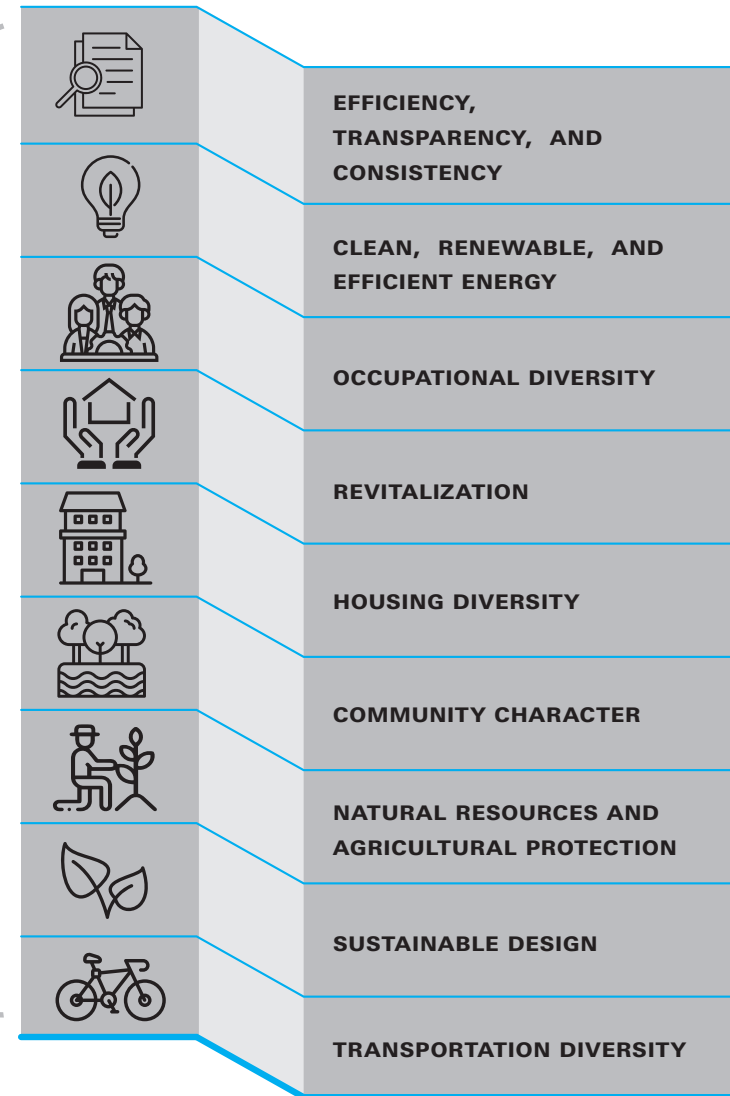 EFFICIENCY,
TRANSPARENCY, AND
CONSISTENCY
CLEAN, RENEWABLE, AND
EFFICIENT ENERGY
OCCUPATIONAL DIVERSITY
REVITALIZATION
HOUSING DIVERSITY
COMMUNITY CHARACTER
NATURAL RESOURCES AND
AGRICULTURAL PROTECTION
SUSTAINABLE DESIGN
TRANSPORTATION DIVERSITY